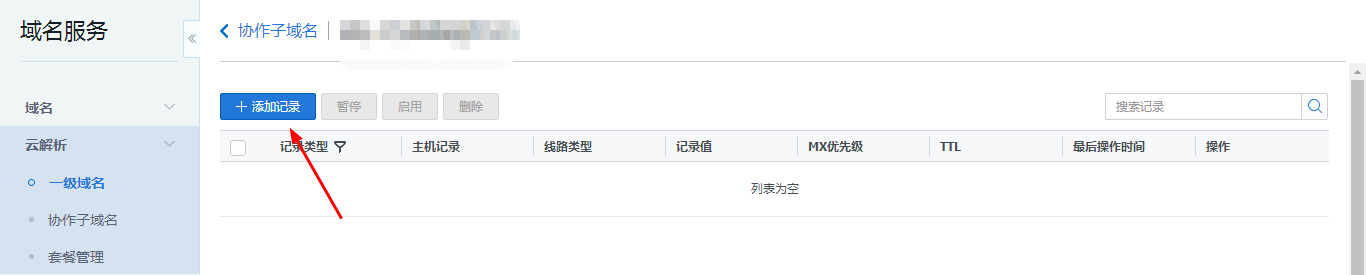 域名服务
域名
云解析
一级域名
协作子域名
套餐管理
协作子域名
添加记录 暂停 启用 删除 搜索记录
记录类型 主机记录 线路类型 记录值 MX优先级 TTL 最后操作时间 操作
列表为空